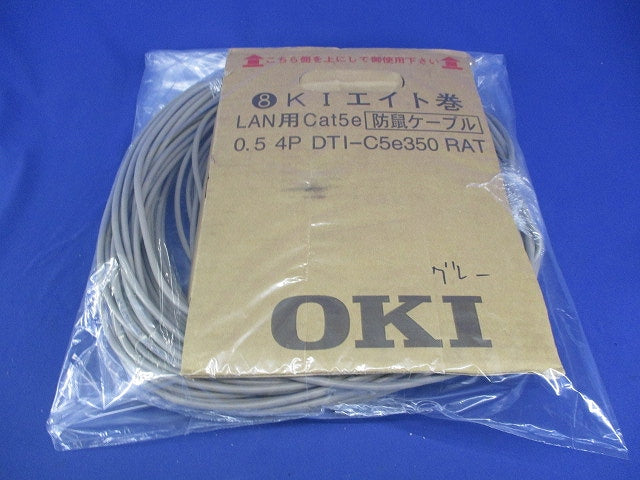 こちら側を上にして御使用下さい
❽KIエイト巻
LAN用Cat5e 防鼠ケーブル
0.5 4P DTI-C5e350 RAT
グレー
OKI